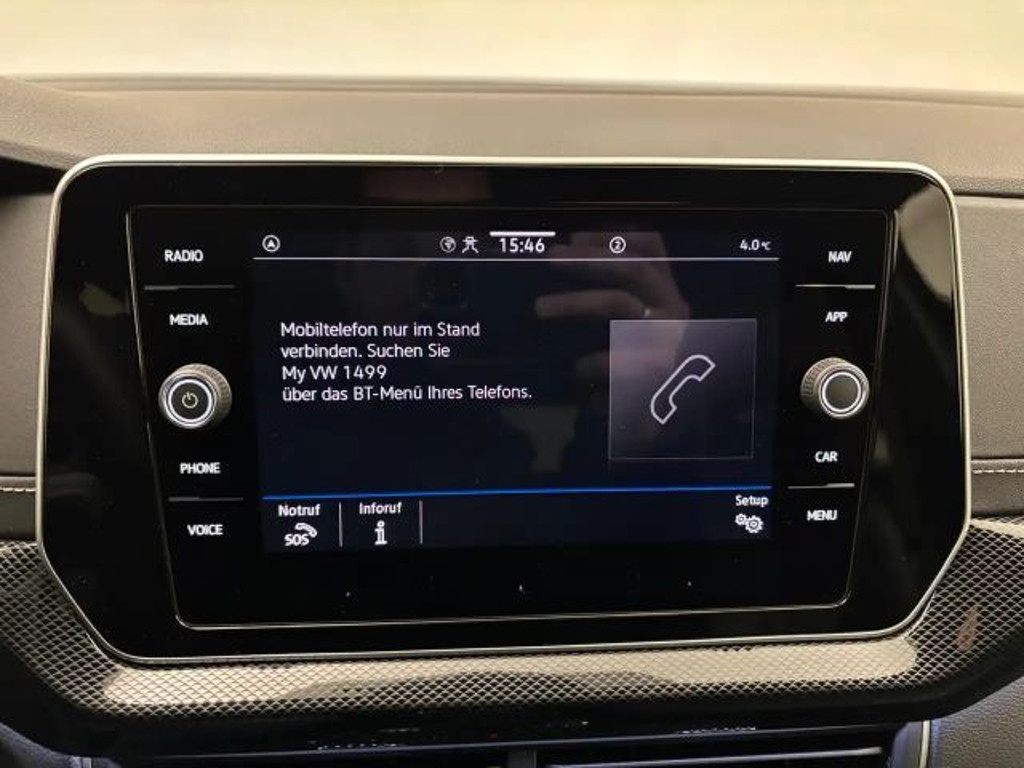 RADIO
MEDIA
PHONE
VOICE
15:46
2
4.0°C
Mobiltelefon nur im Stand
verbinden. Suchen Sie
My VW 1499
über das BT-Menü Ihres Telefons.
Notruf
SOS
Inforuf
i
Setup
NAV
APP
CAR
MENU